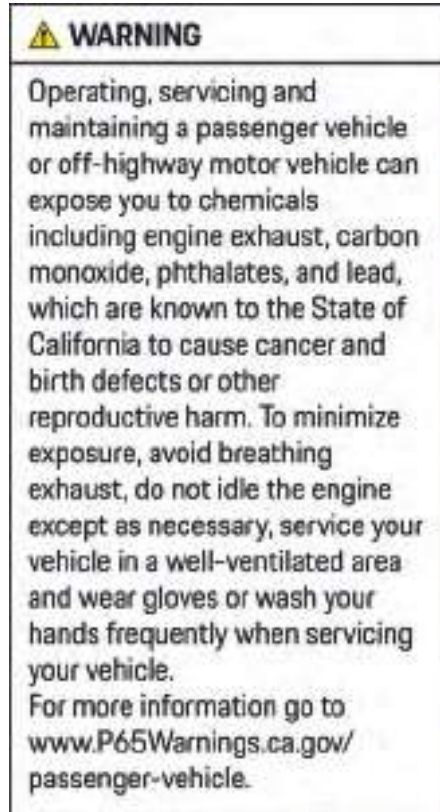 WARNING
Operating, servicing and
maintaining a passenger vehicle
or off-highway motor vehicle can
expose you to chemicals
including engine exhaust, carbon
monoxide, phthalates, and lead,
which are known to the State of
California to cause cancer and
birth defects or other
reproductive harm. To minimize
exposure, avoid breathing
exhaust, do not idle the engine
except as necessary, service your
vehicle in a well-ventilated area
and wear gloves or wash your
hands frequently when servicing
your vehicle.
For more information go to
www.P65Warnings.ca.gov/
passenger-vehicle.